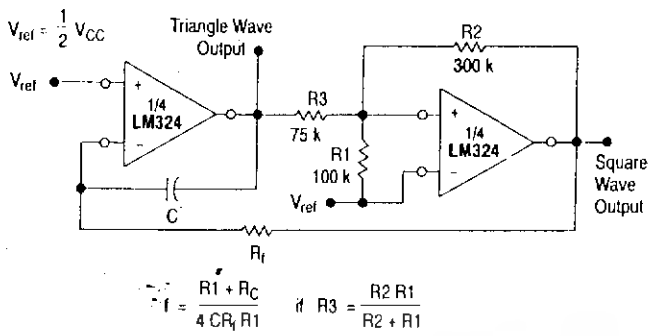 V_ref = 1/2 V_CC
Triangle Wave
Output
R2
300 k
V_ref
+
1/4
LM324
−
R3
75 k
+
1/4
LM324
−
R1
100 k
V_ref
Square
Wave
Output
C
R_f
f = (R1 + R_C) / (4 CR_f R1) if R3 = (R2 R1) / (R2 + R1)